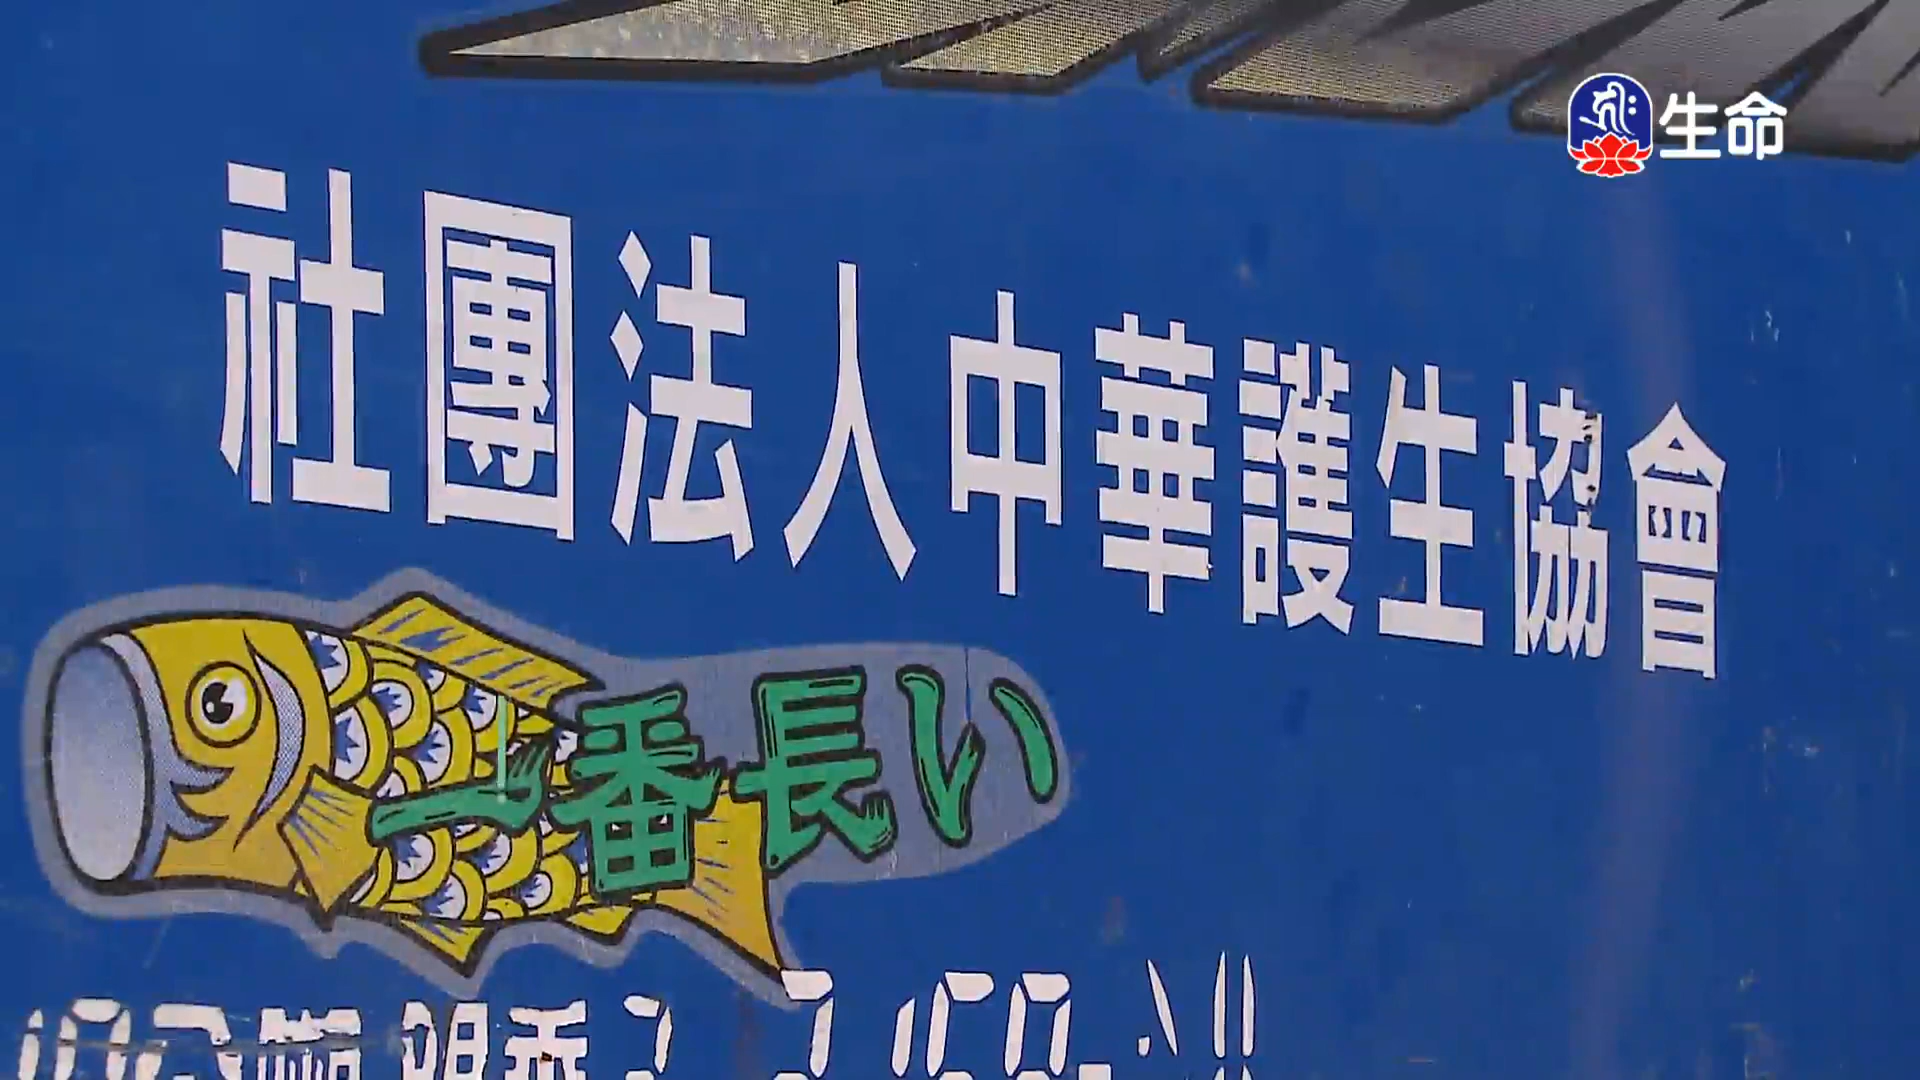 生命
社團法人中華護生協會
一番長い